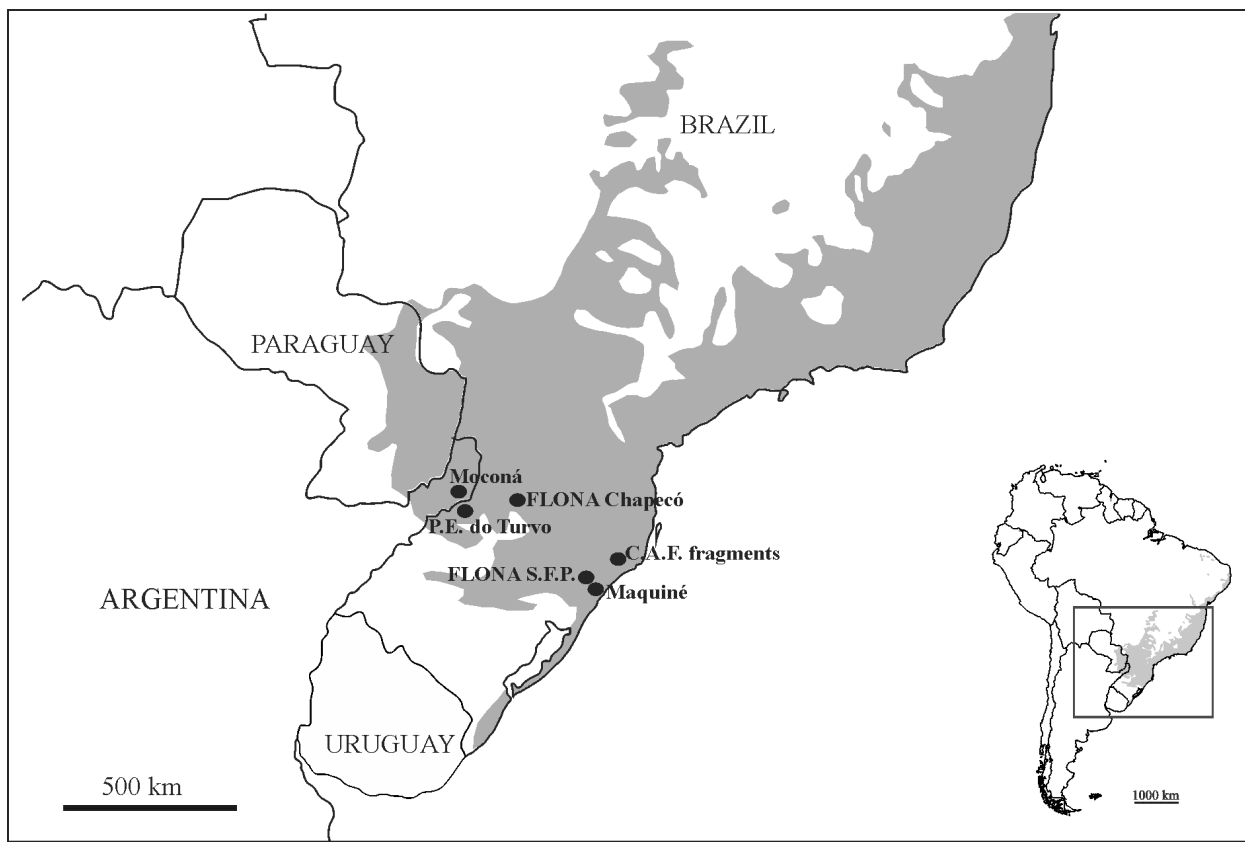 BRAZIL
PARAGUAY
Moconá
FLONA Chapecó
P.E. do Turvo
C.A.F. fragments
FLONA S.F.P.
Maquiné
ARGENTINA
URUGUAY
500 km
1000 km